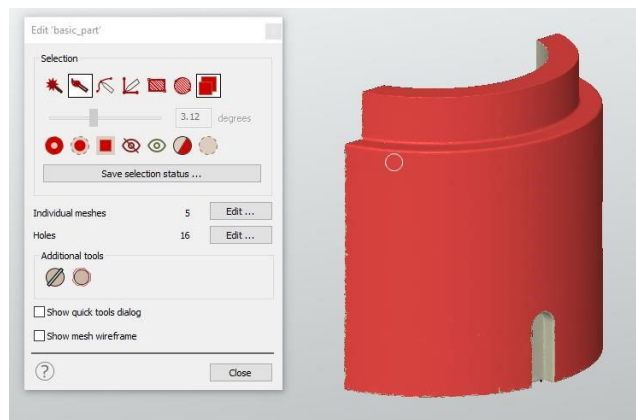 Edit 'basic_part'
Selection
3.12 degrees
Save selection status ...
Individual meshes 5 Edit ...
Holes 16 Edit ...
Additional tools
Show quick tools dialog
Show mesh wireframe
? Close